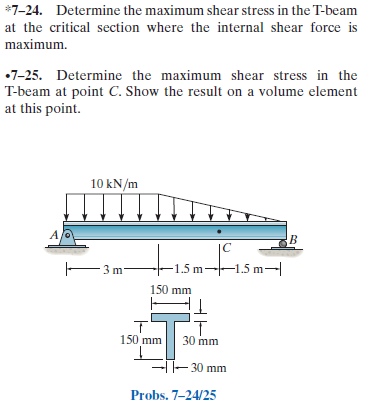 *7–24. Determine the maximum shear stress in the T-beam
at the critical section where the internal shear force is
maximum.
•7–25. Determine the maximum shear stress in the
T-beam at point C. Show the result on a volume element
at this point.
10 kN/m
A
B
C
3 m
1.5 m
1.5 m
150 mm
150 mm
30 mm
30 mm
Probs. 7–24/25